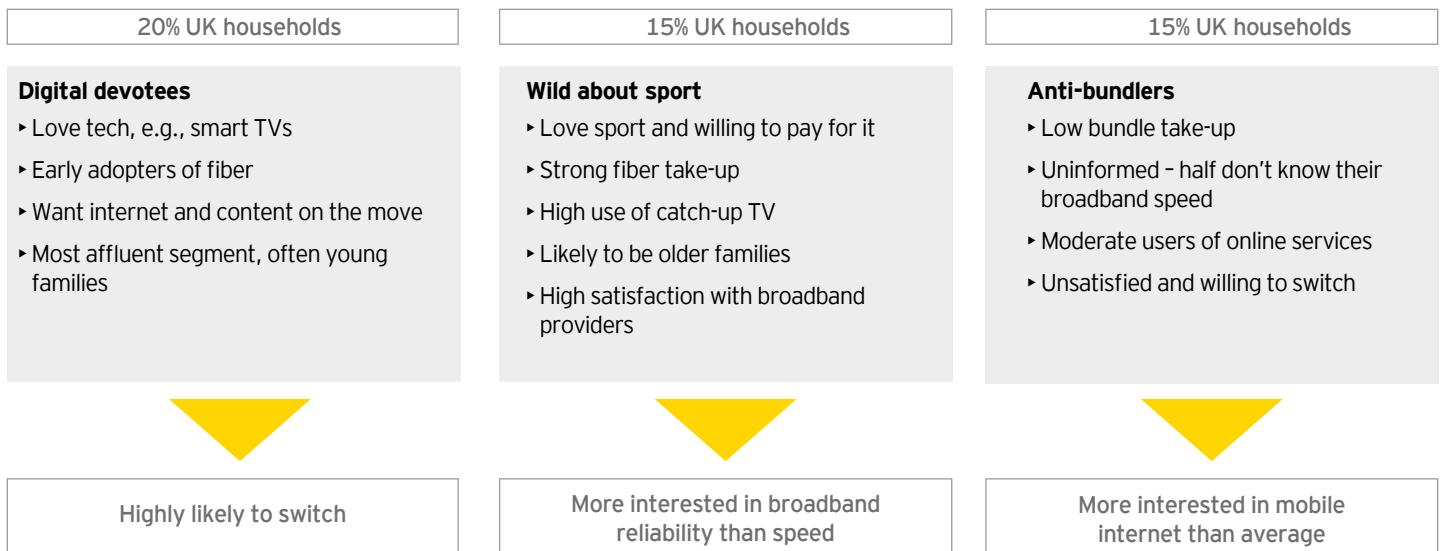 20% UK households
Digital devotees
‣ Love tech, e.g., smart TVs
‣ Early adopters of fiber
‣ Want internet and content on the move
‣ Most affluent segment, often young
families
Highly likely to switch
15% UK households
Wild about sport
‣ Love sport and willing to pay for it
‣ Strong fiber take-up
‣ High use of catch-up TV
‣ Likely to be older families
‣ High satisfaction with broadband
providers
More interested in broadband
reliability than speed
15% UK households
Anti-bundlers
‣ Low bundle take-up
‣ Uninformed – half don't know their
broadband speed
‣ Moderate users of online services
‣ Unsatisfied and willing to switch
More interested in mobile
internet than average